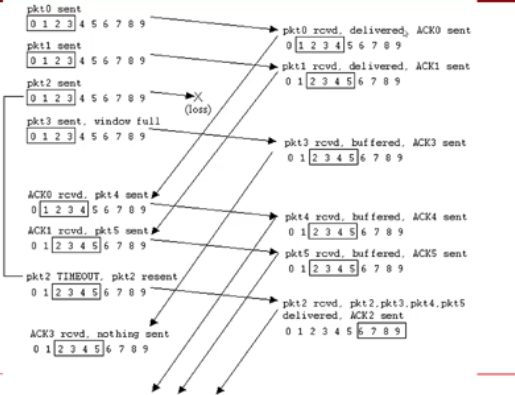 pkt0 sent
0 1 2 3 4 5 6 7 8 9
pkt1 sent
0 1 2 3 4 5 6 7 8 9
pkt2 sent
0 1 2 3 4 5 6 7 8 9
X
(loss)
pkt3 sent, window full
0 1 2 3 4 5 6 7 8 9
ACK0 rcvd, pkt4 sent
0 1 2 3 4 5 6 7 8 9
ACK1 rcvd, pkt5 sent
0 1 2 3 4 5 6 7 8 9
pkt2 TIMEOUT, pkt2 resent
0 1 2 3 4 5 6 7 8 9
ACK3 rcvd, nothing sent
0 1 2 3 4 5 6 7 8 9
pkt0 rcvd, delivered, ACK0 sent
0 1 2 3 4 5 6 7 8 9
pkt1 rcvd, delivered, ACK1 sent
0 1 2 3 4 5 6 7 8 9
pkt3 rcvd, buffered, ACK3 sent
0 1 2 3 4 5 6 7 8 9
pkt4 rcvd, buffered, ACK4 sent
0 1 2 3 4 5 6 7 8 9
pkt5 rcvd, buffered, ACK5 sent
0 1 2 3 4 5 6 7 8 9
pkt2 rcvd, pkt2,pkt3,pkt4,pkt5
delivered, ACK2 sent
0 1 2 3 4 5 6 7 8 9